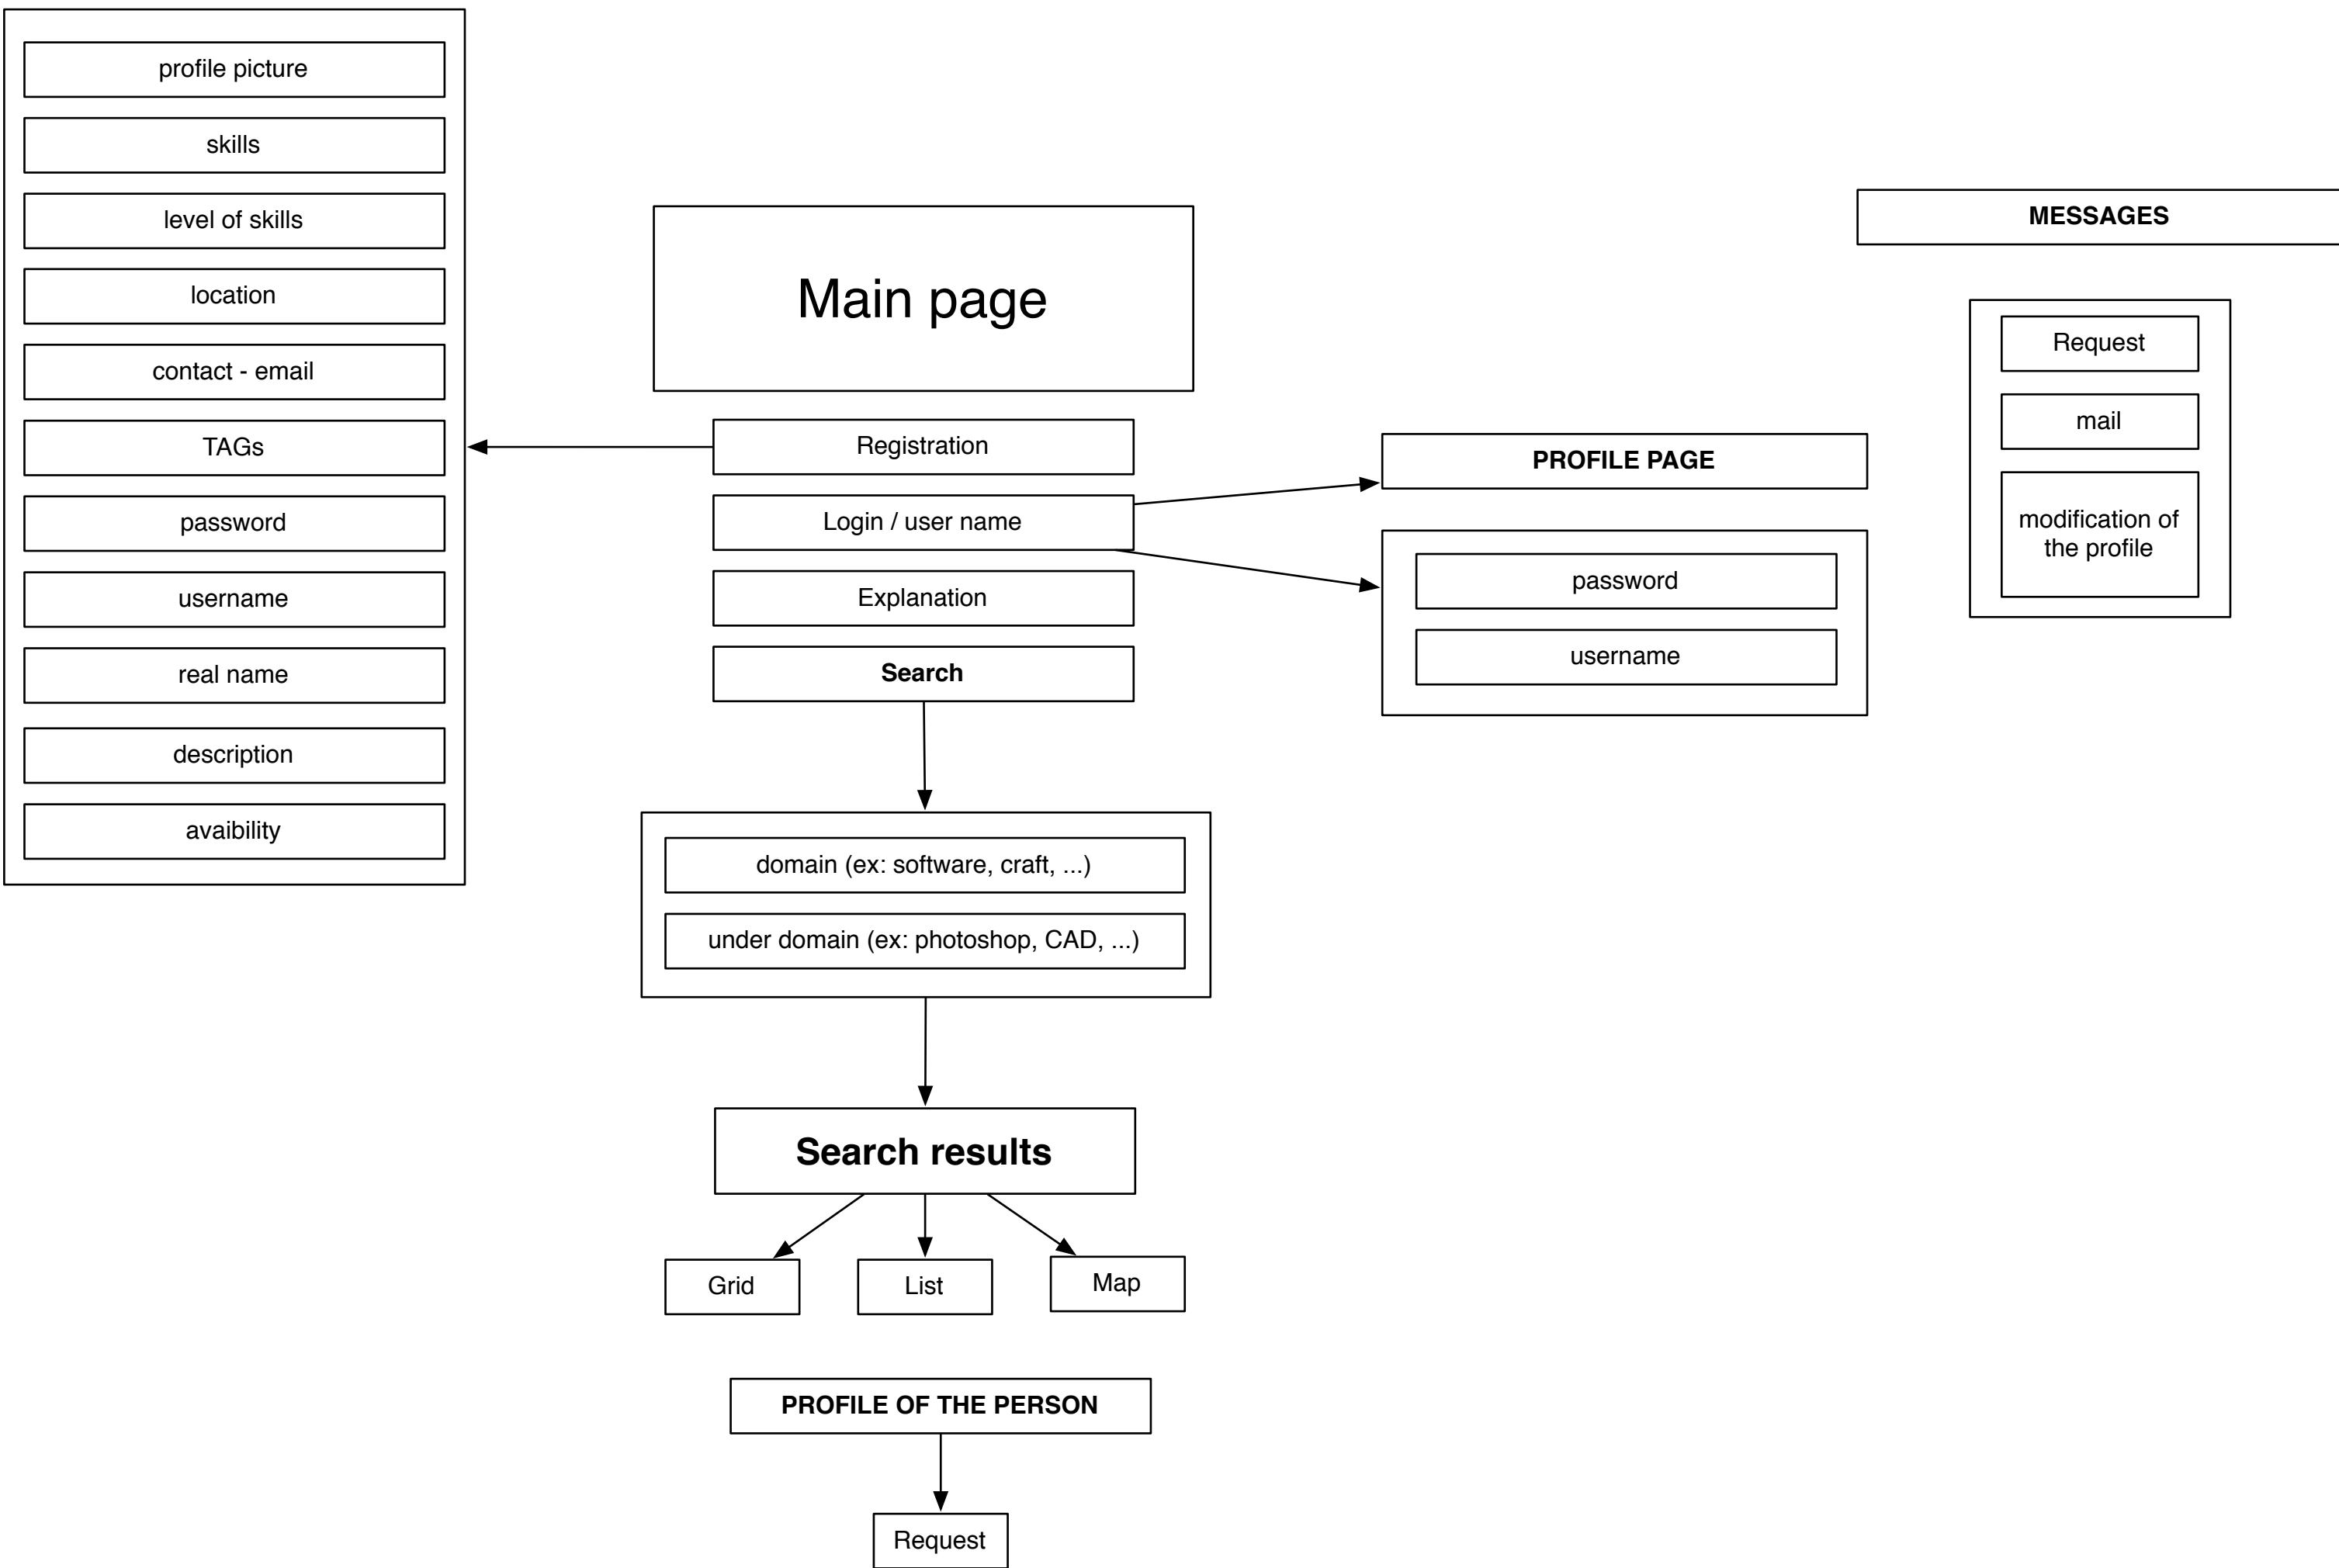 profile picture
skills
level of skills
location
contact - email
TAGs
password
username
real name
description
avaibility
Main page
Registration
Login / user name
Explanation
Search
domain (ex: software, craft, ...)
under domain (ex: photoshop, CAD, ...)
Search results
Grid
List
Map
PROFILE OF THE PERSON
Request
PROFILE PAGE
password
username
MESSAGES
Request
mail
modification of
the profile